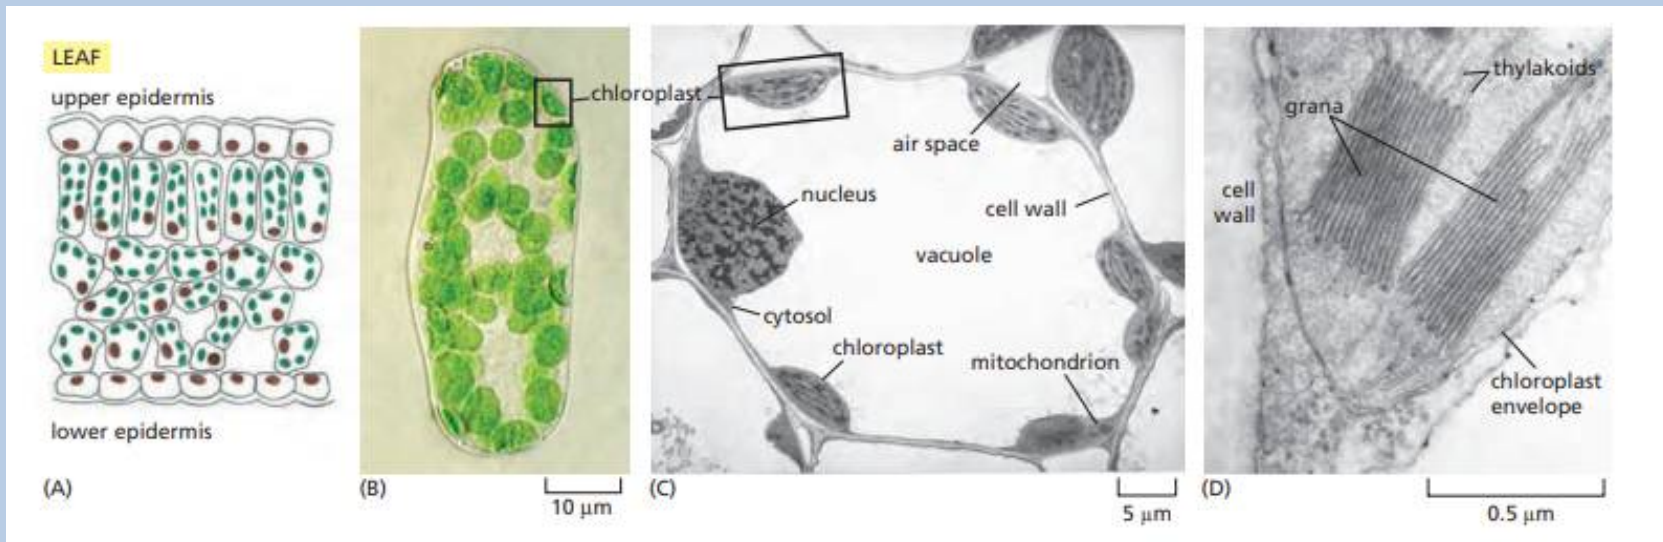 LEAF
upper epidermis
lower epidermis
(A)
(B)
10 µm
chloroplast
air space
nucleus
cell wall
vacuole
cytosol
chloroplast
mitochondrion
(C)
5 µm
thylakoids
grana
cell
wall
chloroplast
envelope
(D)
0.5 µm